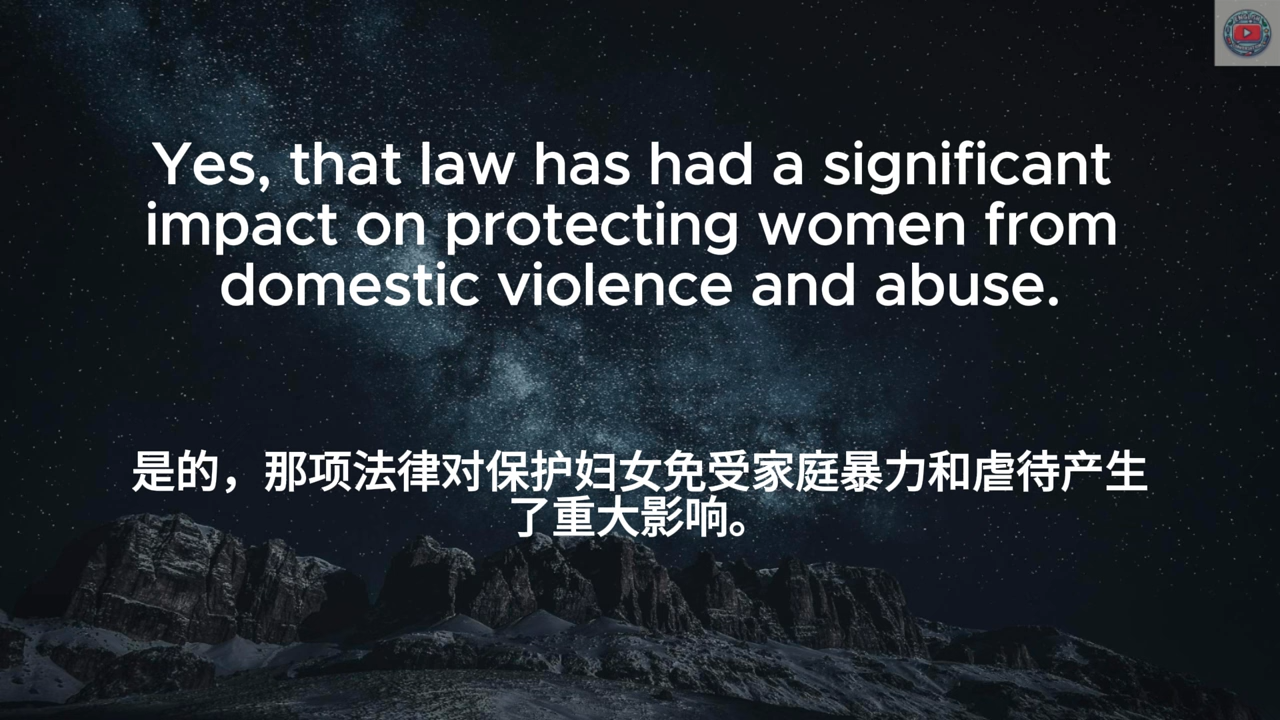 Yes, that law has had a significant
impact on protecting women from
domestic violence and abuse.
是的，那项法律对保护妇女免受家庭暴力和虐待产生
了重大影响。